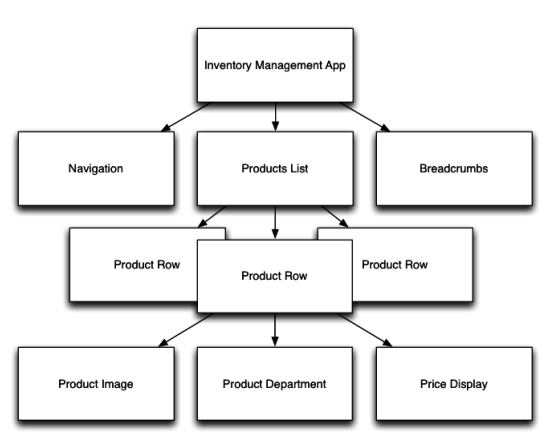 Inventory Management App
Navigation
Products List
Breadcrumbs
Product Row
Product Row
Product Row
Product Image
Product Department
Price Display